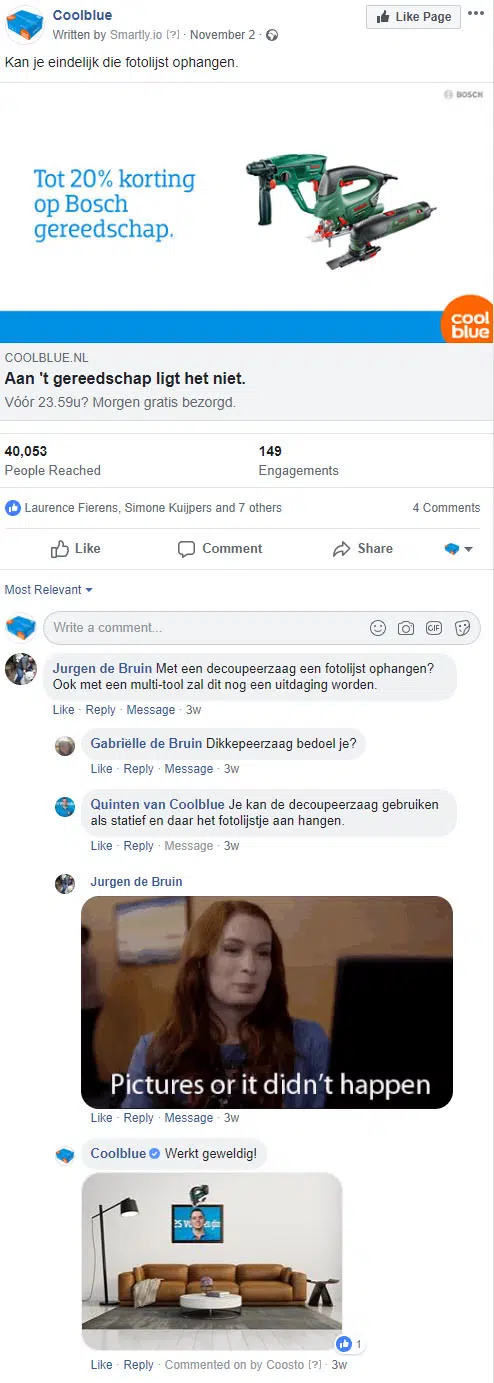 Coolblue
Like Page
Written by Smartly.io [?] · November 2 ·
Kan je eindelijk die fotolijst ophangen.
BOSCH
Tot 20% korting
op Bosch
gereedschap.
cool
blue
COOLBLUE.NL
Aan 't gereedschap ligt het niet.
Vóór 23.59u? Morgen gratis bezorgd.
40,053
149
People Reached
Engagements
Laurence Fierens, Simone Kuijpers and 7 others
4 Comments
Like
Comment
Share
Most Relevant
Write a comment...
GIF
Jurgen de Bruin Met een decoupeerzaag een fotolijst ophangen?
Ook met een multi-tool zal dit nog een uitdaging worden.
Like · Reply · Message · 3w
Gabriëlle de Bruin Dikkepeerzaag bedoel je?
Like · Reply · Message · 3w
Quinten van Coolblue Je kan de decoupeerzaag gebruiken
als statief en daar het fotolijstje aan hangen.
Like · Reply · Message · 3w
Jurgen de Bruin
Pictures or it didn't happen
Like · Reply · Message · 3w
Coolblue Werkt geweldig!
1
Like · Reply · Commented on by Coosto [?] · 3w